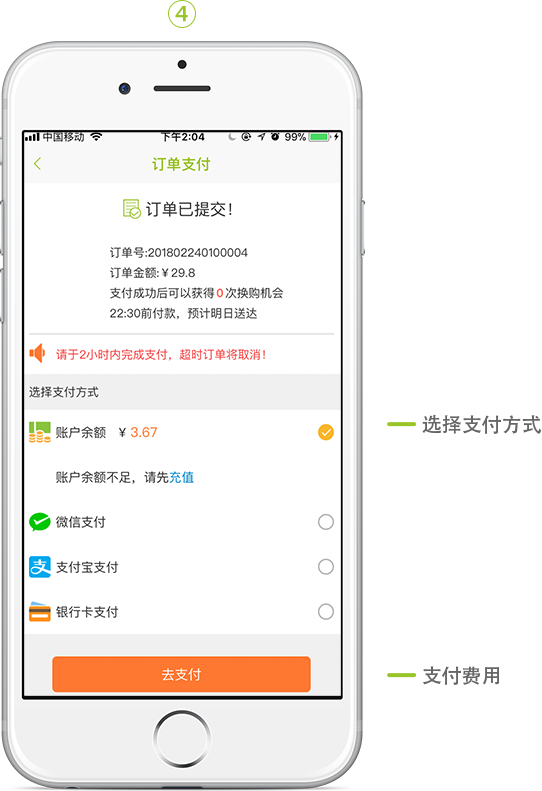 ④
中国移动 下午2:04 99%
订单支付
订单已提交！
订单号:201802240100004
订单金额:￥29.8
支付成功后可以获得0次换购机会
22:30前付款，预计明日送达
请于2小时内完成支付，超时订单将取消！
选择支付方式
账户余额 ￥3.67
选择支付方式
账户余额不足，请先充值
微信支付
支付宝支付
银行卡支付
去支付
支付费用